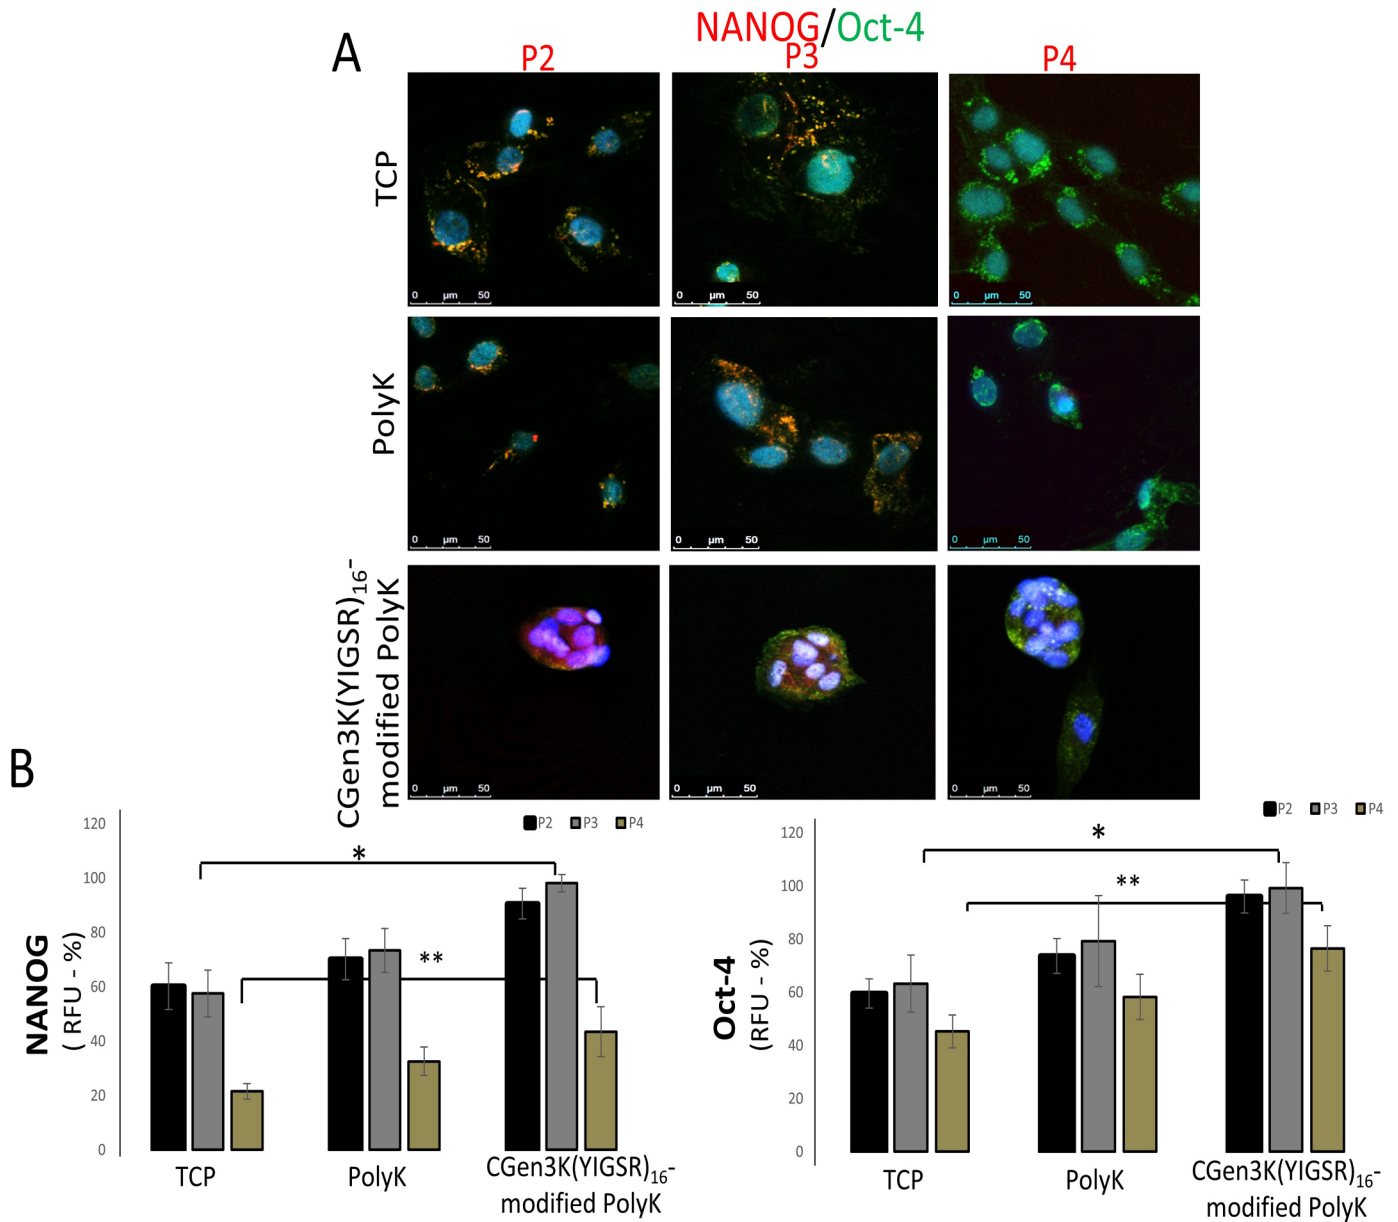 A
NANOG/Oct-4
P2
P3
P4
TCP
0 µm 50
0 µm 50
0 µm 50
PolyK
0 µm 50
0 µm 50
0 µm 50
CGen3K(YIGSR)16-
modified PolyK
0 µm 50
0 µm 50
0 µm 50
B
NANOG
( RFU - %)
120
100
80
60
40
20
0
P2 P3 P4
*
**
TCP
PolyK
CGen3K(YIGSR)16-
modified PolyK
Oct-4
(RFU - %)
120
100
80
60
40
20
0
P2 P3 P4
*
**
TCP
PolyK
CGen3K(YIGSR)16-
modified PolyK